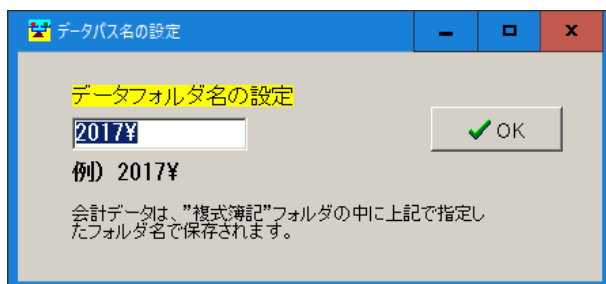 データパス名の設定
データフォルダ名の設定
2017¥
OK
例) 2017¥
会計データは、”複式簿記”フォルダの中に上記で指定し
たフォルダ名で保存されます。